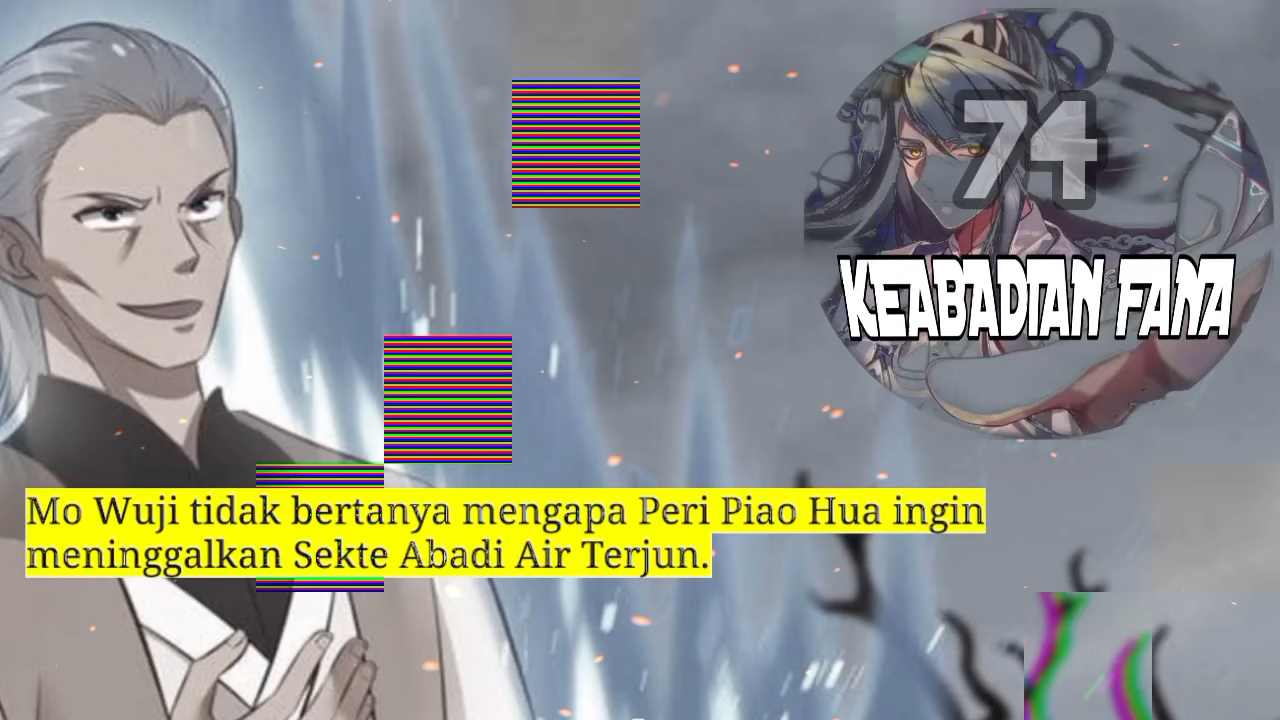 74
KEABADIAN FANA
Mo Wuji tidak bertanya mengapa Peri Piao Hua ingin
meninggalkan Sekte Abadi Air Terjun.